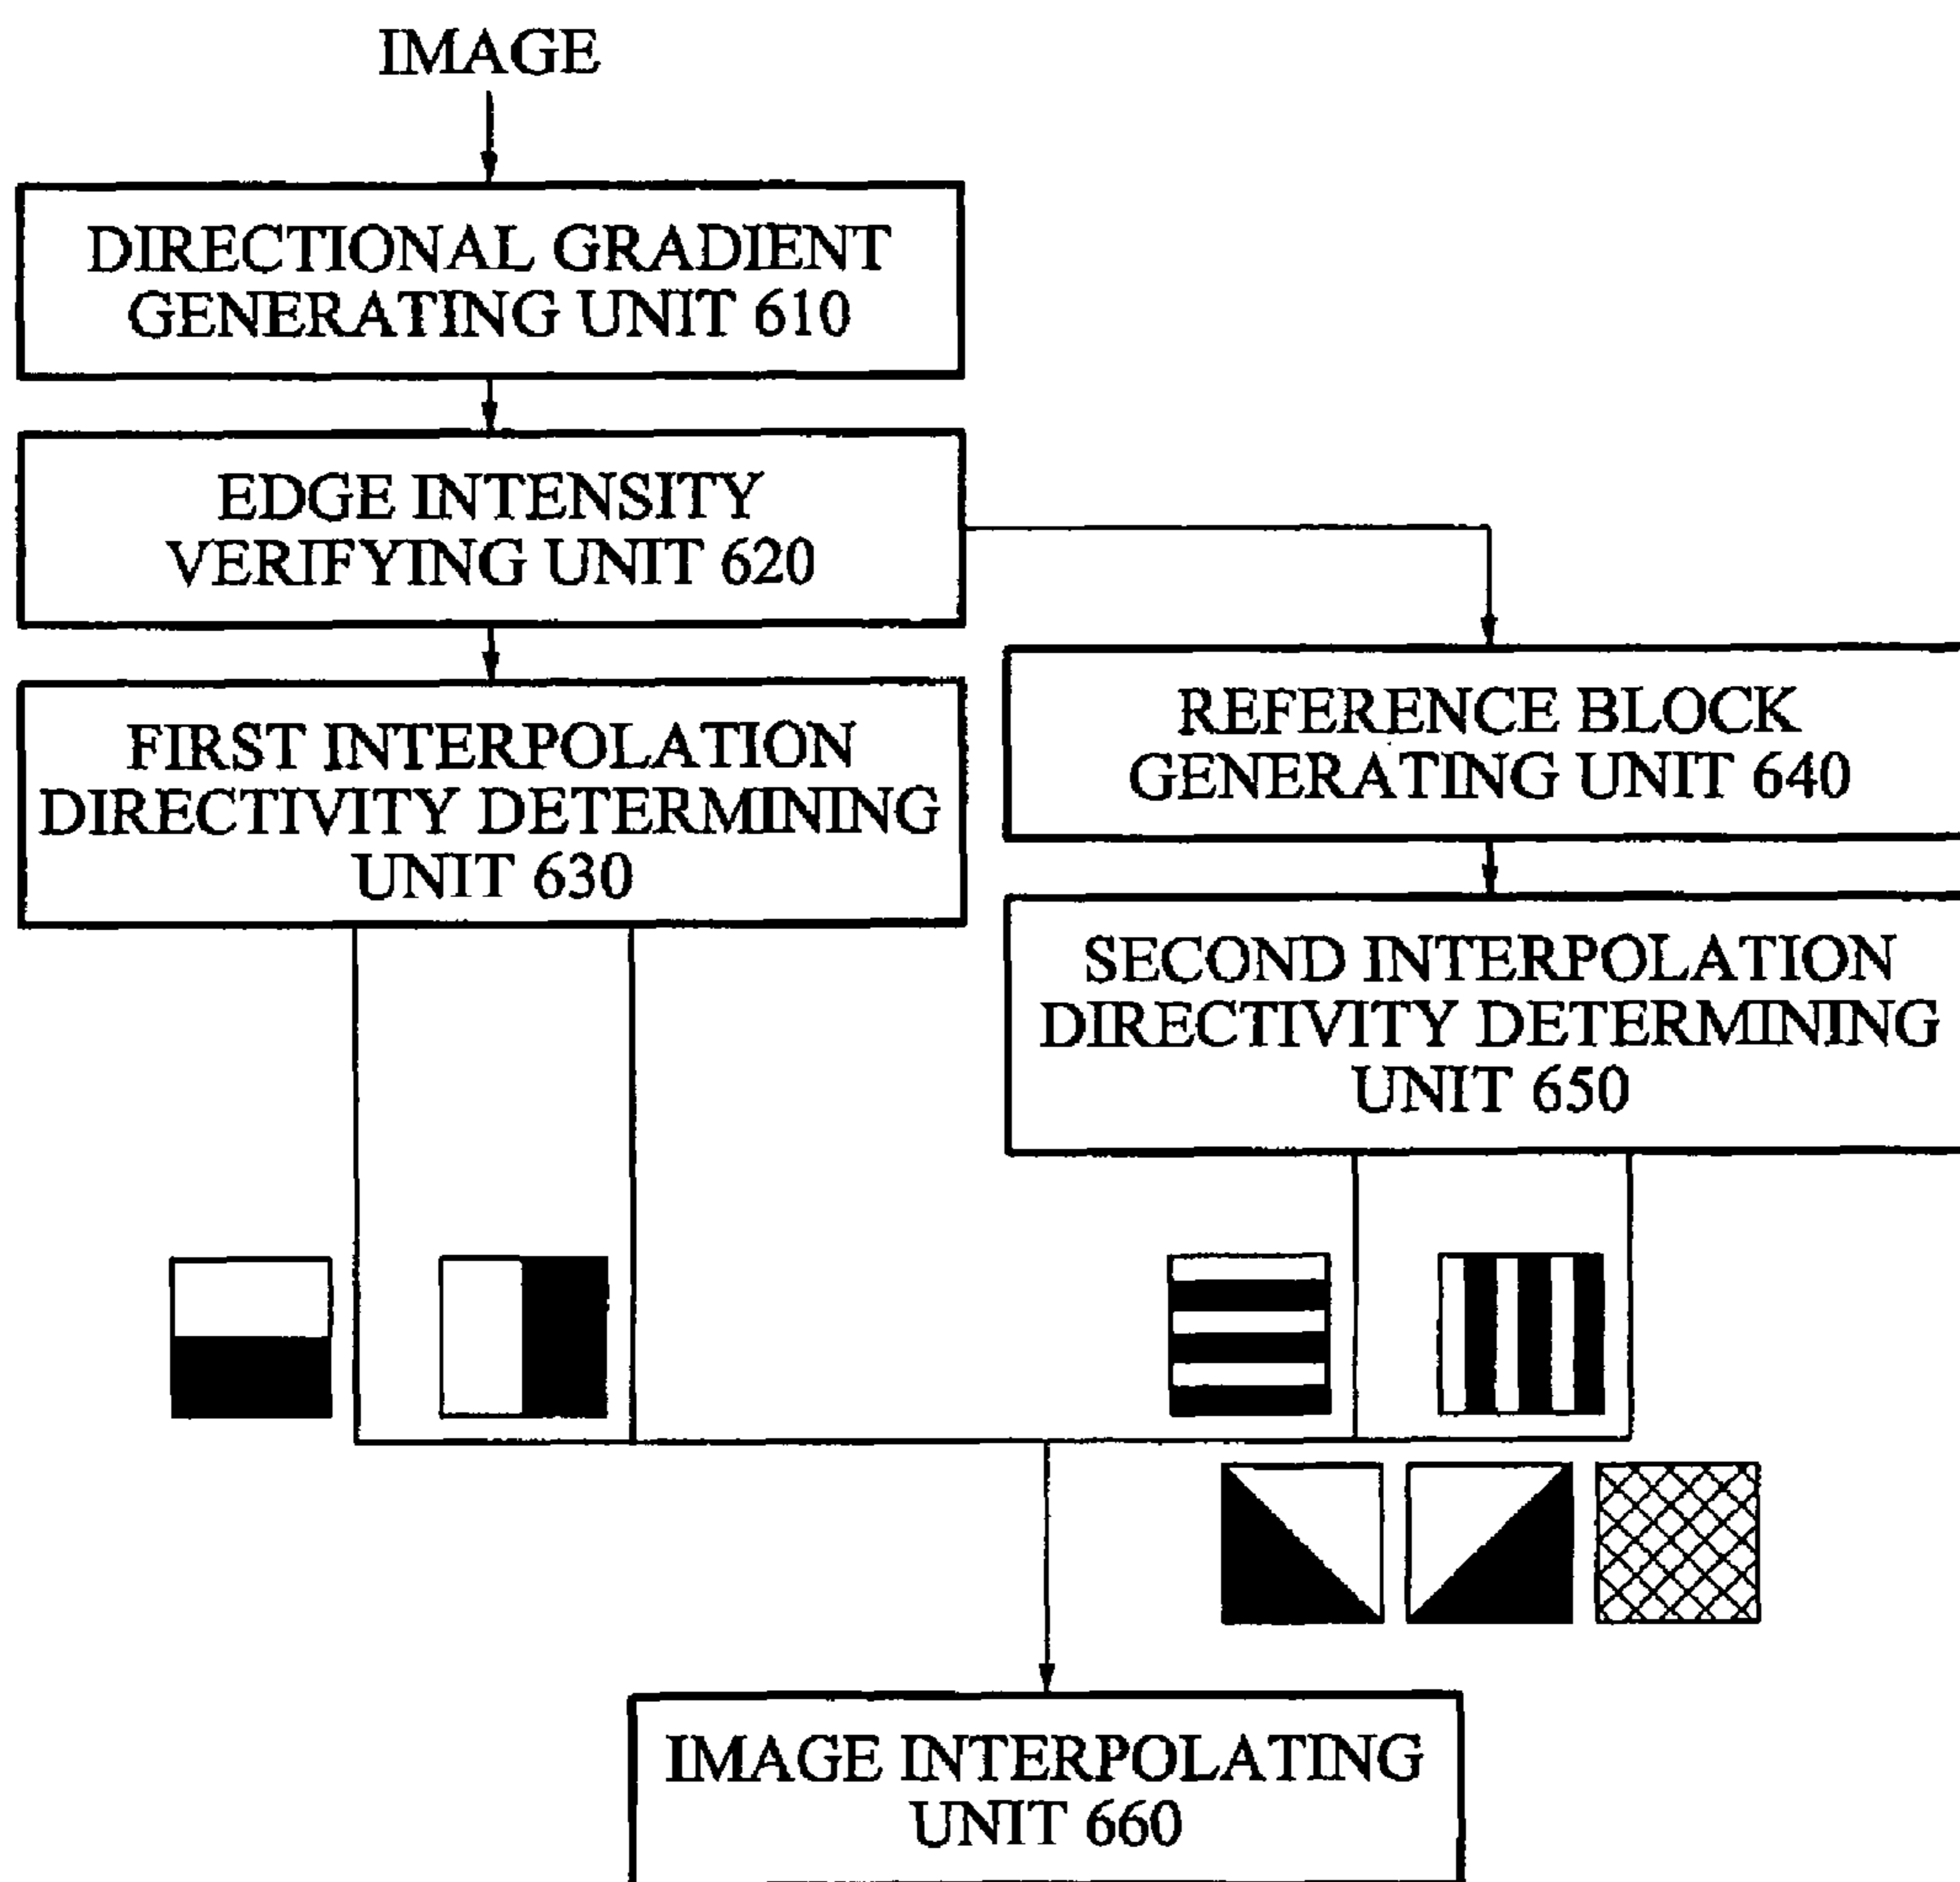 IMAGE
DIRECTIONAL GRADIENT
GENERATING UNIT 610
EDGE INTENSITY
VERIFYING UNIT 620
FIRST INTERPOLATION
DIRECTIVITY DETERMINING
UNIT 630
REFERENCE BLOCK
GENERATING UNIT 640
SECOND INTERPOLATION
DIRECTIVITY DETERMINING
UNIT 650
IMAGE INTERPOLATING
UNIT 660